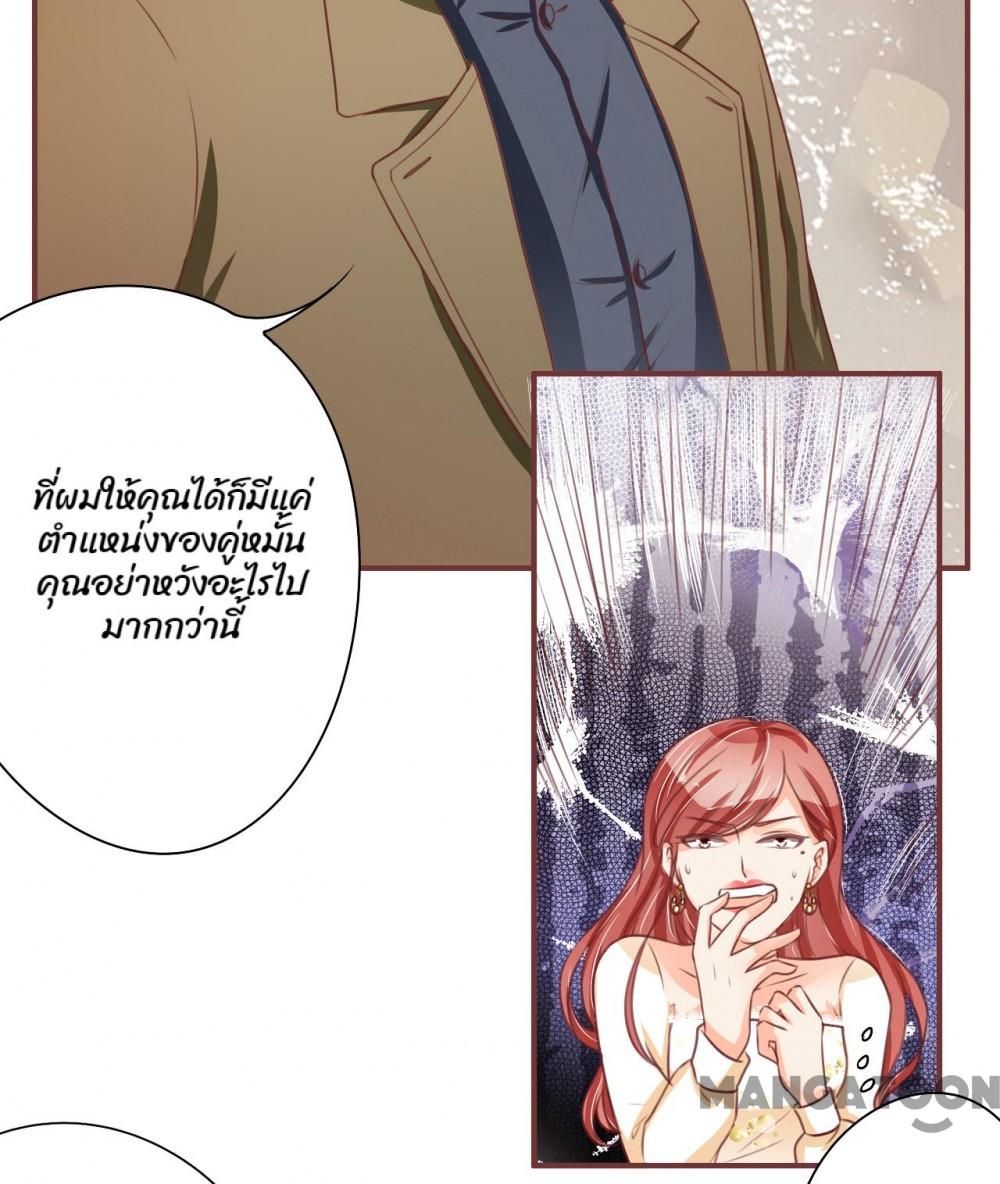 ที่ผมให้คุณได้ก็มีแค่
ตำแหน่งของคู่หมั้น
คุณอย่าหวังอะไรไป
มากกว่านี้
MANGATOON